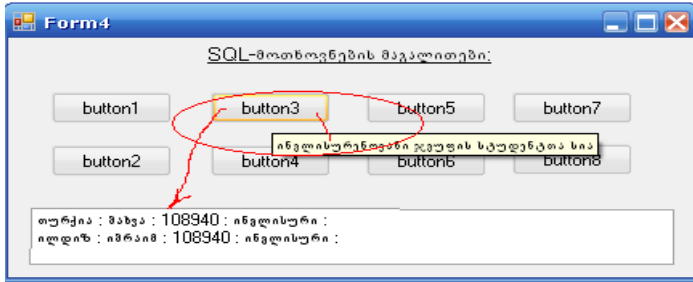 Form4
SQL-მოთხოვნების მაგალითები:
button1 button3 button5 button7
ინგლისურენოვანი ჯგუფის სტუდენტთა სია
button2 button4 button6 button8
თურქია : მახვა : 108940 : ინგლისური :
ილდიზ : იმრაიმ : 108940 : ინგლისური :